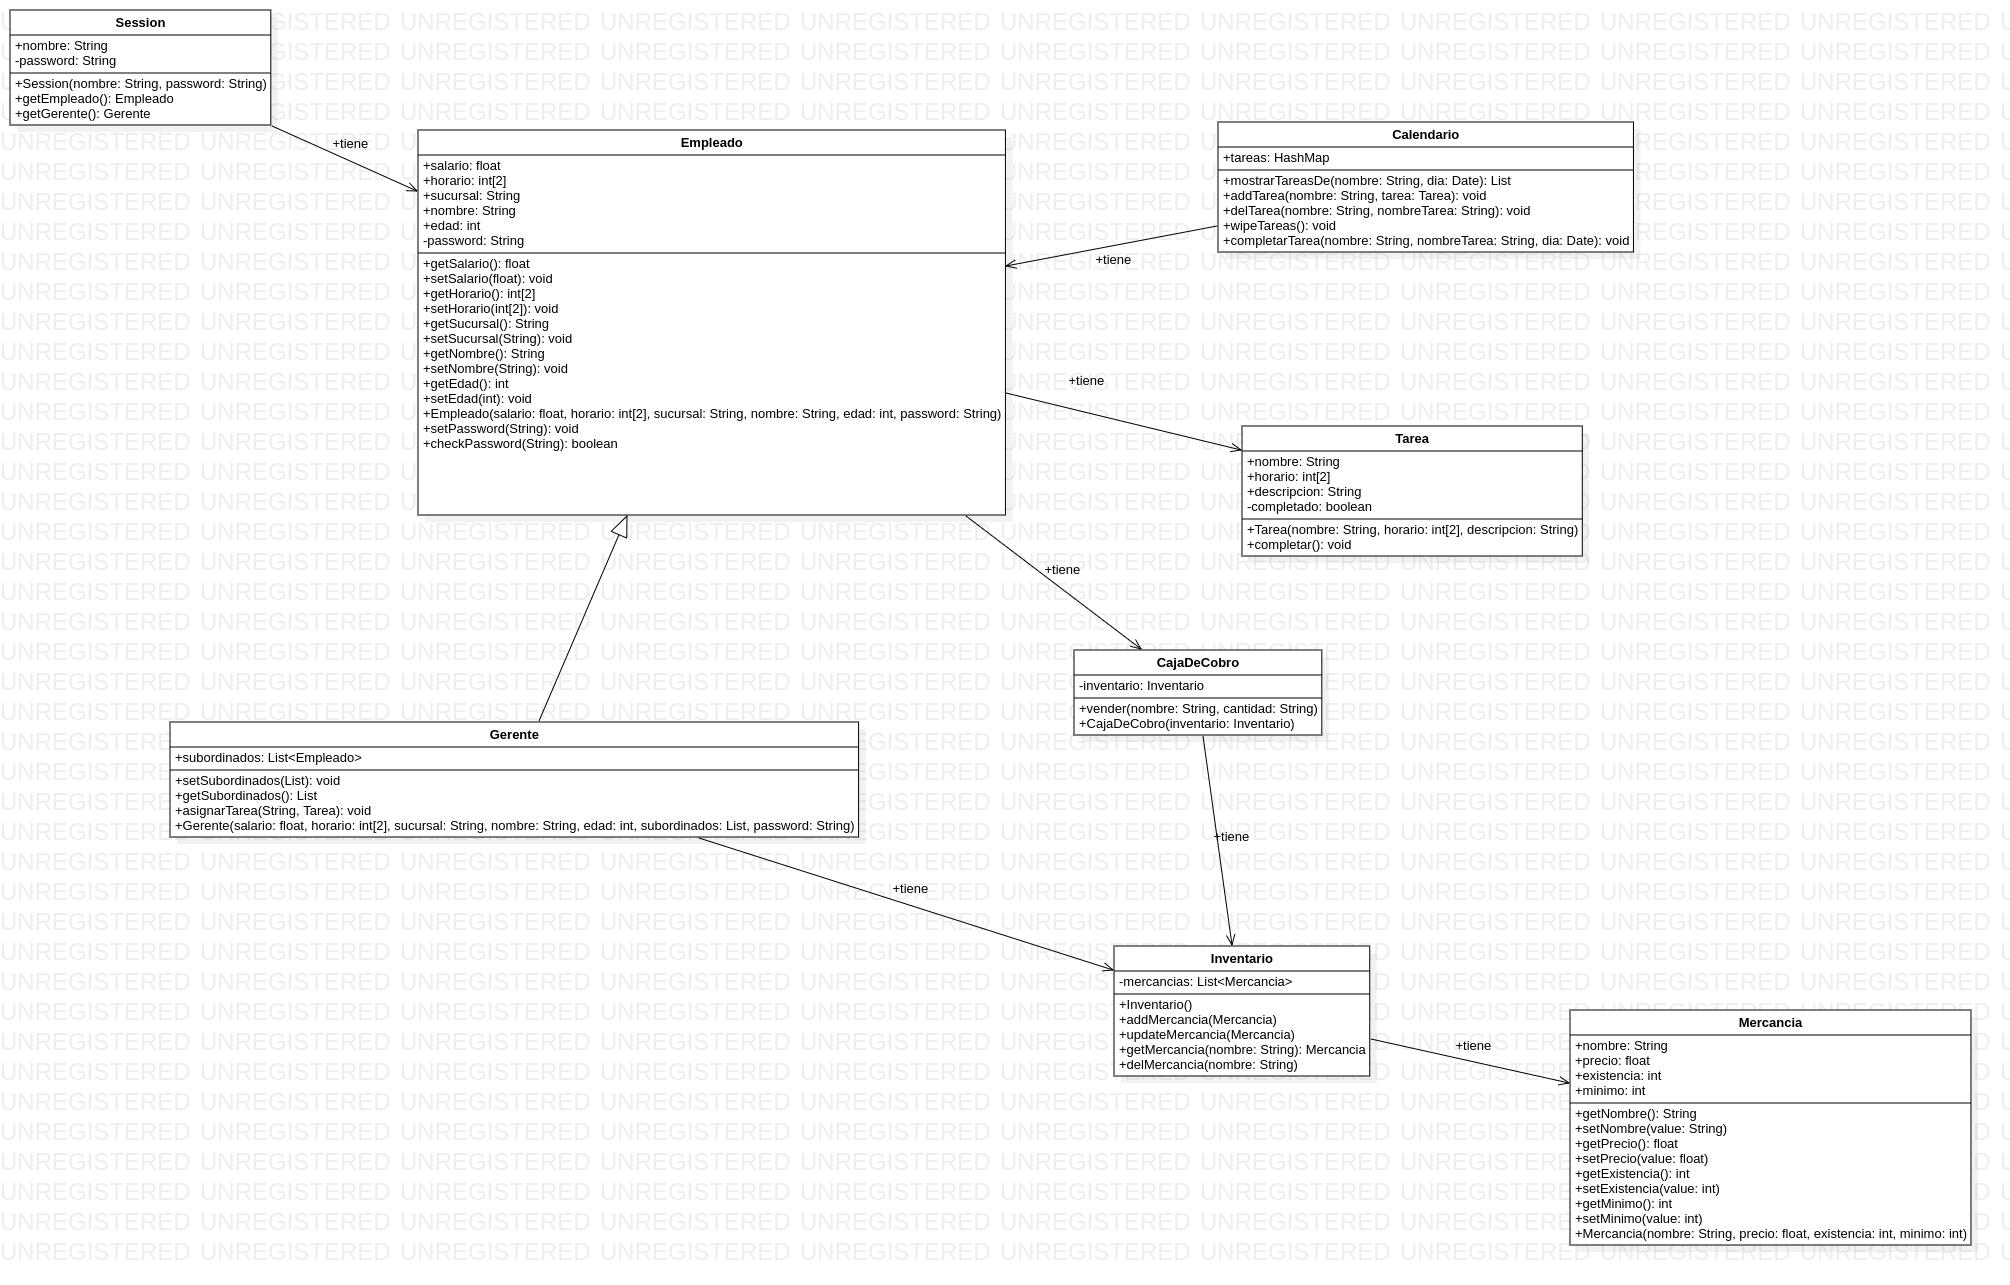 Session
+nombre: String
-password: String
+Session(nombre: String, password: String)
+getEmpleado(): Empleado
+getGerente(): Gerente
+tiene
Empleado
+salario: float
+horario: int[2]
+sucursal: String
+nombre: String
+edad: int
-password: String
+getSalario(): float
+setSalario(float): void
+getHorario(): int[2]
+setHorario(int[2]): void
+getSucursal(): String
+setSucursal(String): void
+getNombre(): String
+setNombre(String): void
+getEdad(): int
+setEdad(int): void
+Empleado(salario: float, horario: int[2], sucursal: String, nombre: String, edad: int, password: String)
+setPassword(String): void
+checkPassword(String): boolean
Calendario
+tareas: HashMap
+mostrarTareasDe(nombre: String, dia: Date): List
+addTarea(nombre: String, tarea: Tarea): void
+delTarea(nombre: String, nombreTarea: String): void
+wipeTareas(): void
+completarTarea(nombre: String, nombreTarea: String, dia: Date): void
+tiene
+tiene
Tarea
+nombre: String
+horario: int[2]
+descripcion: String
-completado: boolean
+Tarea(nombre: String, horario: int[2], descripcion: String)
+completar(): void
+tiene
CajaDeCobro
-inventario: Inventario
+vender(nombre: String, cantidad: String)
+CajaDeCobro(inventario: Inventario)
Gerente
+subordinados: List<Empleado>
+setSubordinados(List): void
+getSubordinados(): List
+asignarTarea(String, Tarea): void
+Gerente(salario: float, horario: int[2], sucursal: String, nombre: String, edad: int, subordinados: List, password: String)
+tiene
+tiene
Inventario
-mercancias: List<Mercancia>
+Inventario()
+addMercancia(Mercancia)
+updateMercancia(Mercancia)
+getMercancia(nombre: String): Mercancia
+delMercancia(nombre: String)
+tiene
Mercancia
+nombre: String
+precio: float
+existencia: int
+minimo: int
+getNombre(): String
+setNombre(value: String)
+getPrecio(): float
+setPrecio(value: float)
+getExistencia(): int
+setExistencia(value: int)
+getMinimo(): int
+setMinimo(value: int)
+Mercancia(nombre: String, precio: float, existencia: int, minimo: int)
UNREGISTERED